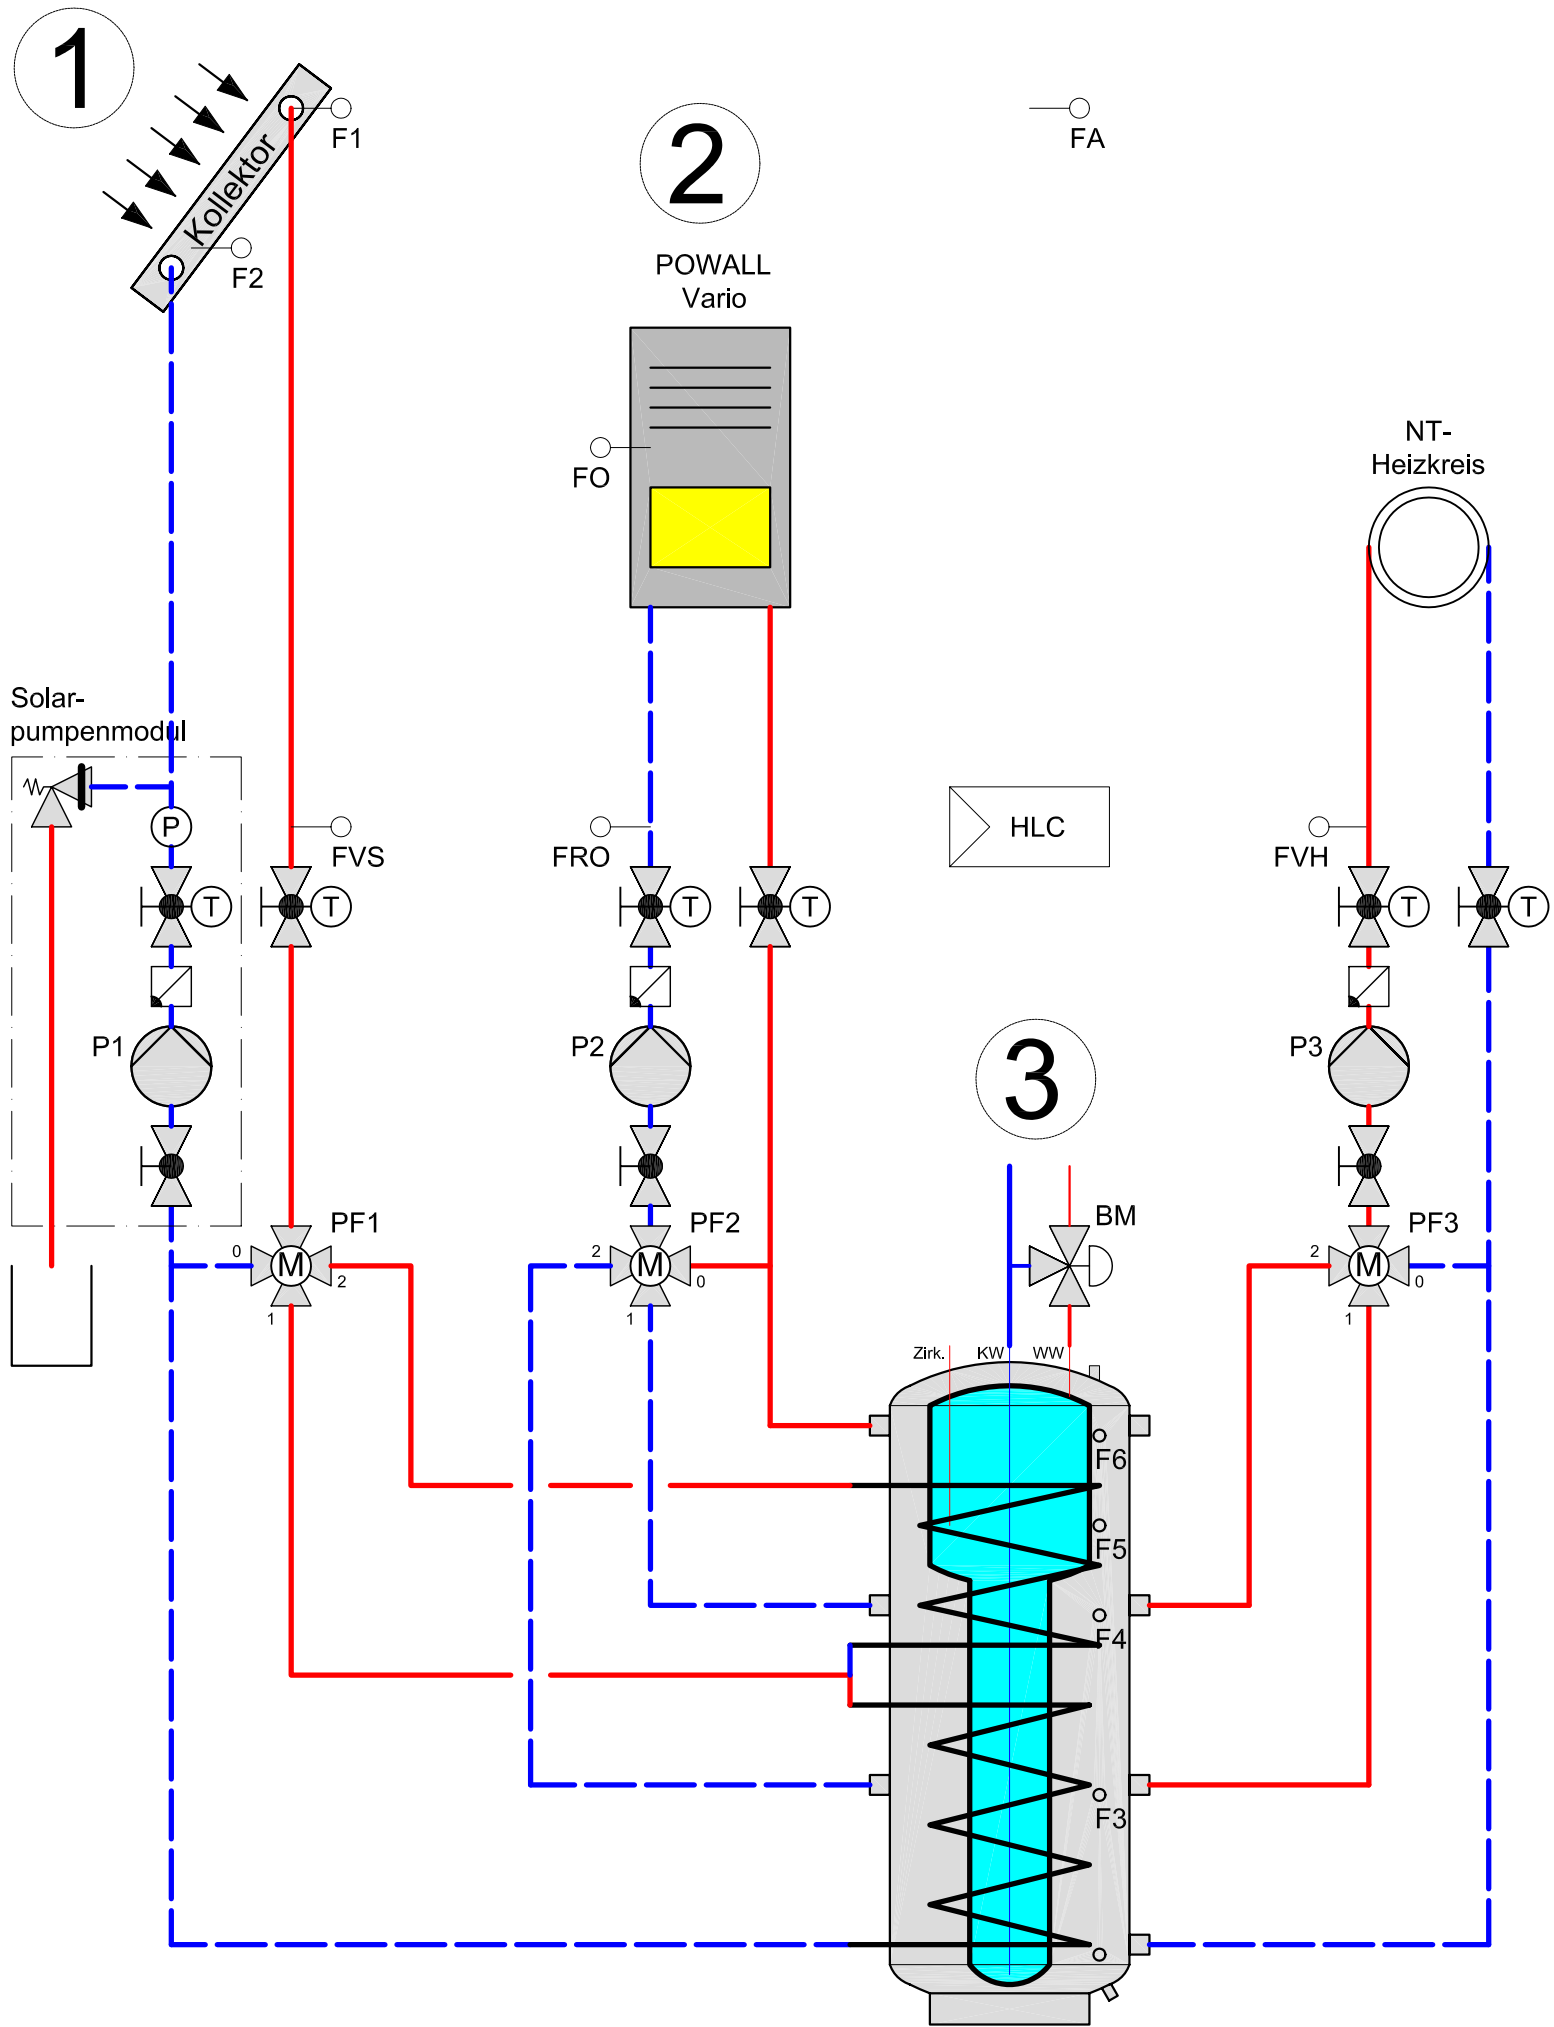 1
F1
FA
2
Kollektor
F2
POWALL
Vario
NT-
Heizkreis
FO
Solar-
pumpenmodul
P
FVS
FRO
HLC
FVH
T
T
T
T
T
T
P1
P2
3
P3
PF1
PF2
BM
PF3
0
M
2
1
2
M
0
1
2
M
0
1
Zirk.
KW
WW
F6
F5
F4
F3